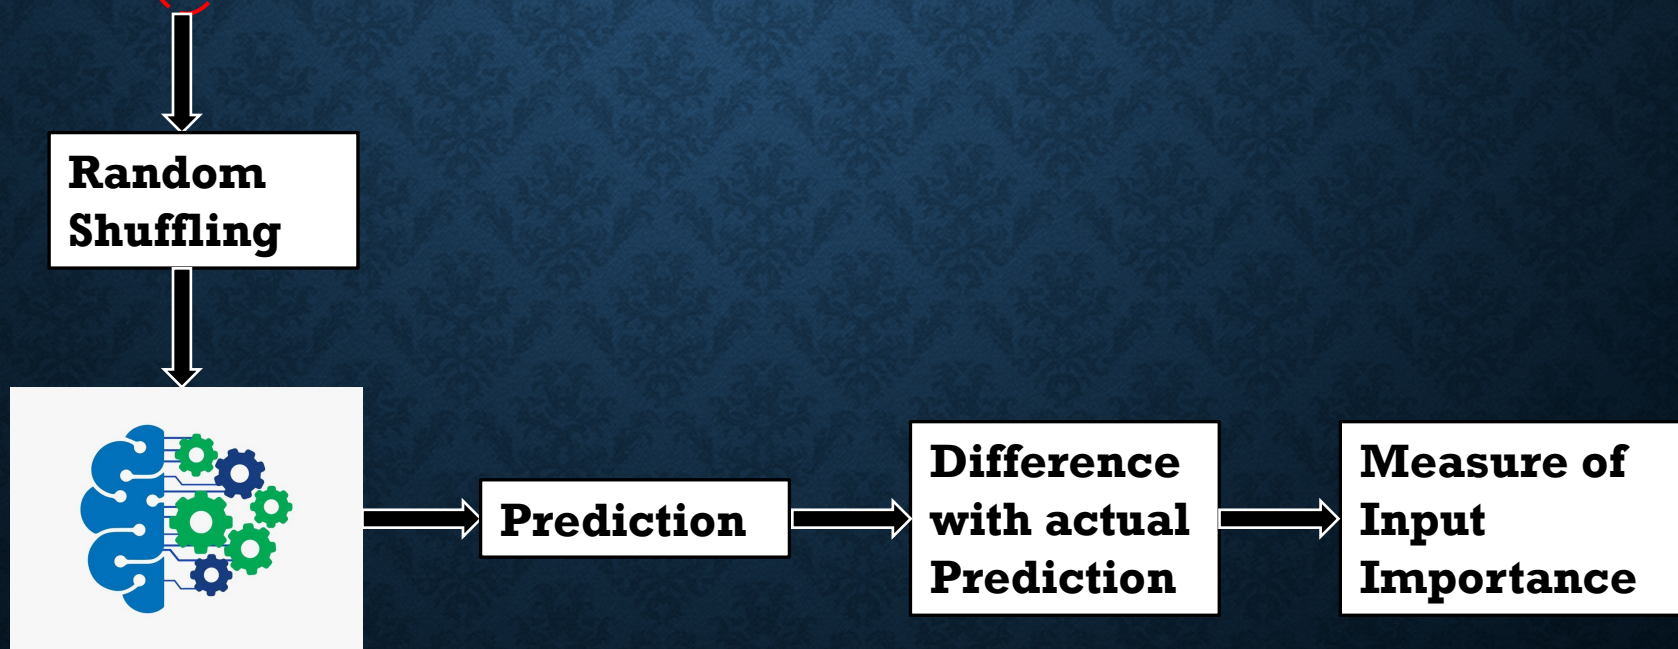 Random
Shuffling
Prediction
Difference
with actual
Prediction
Measure of
Input
Importance